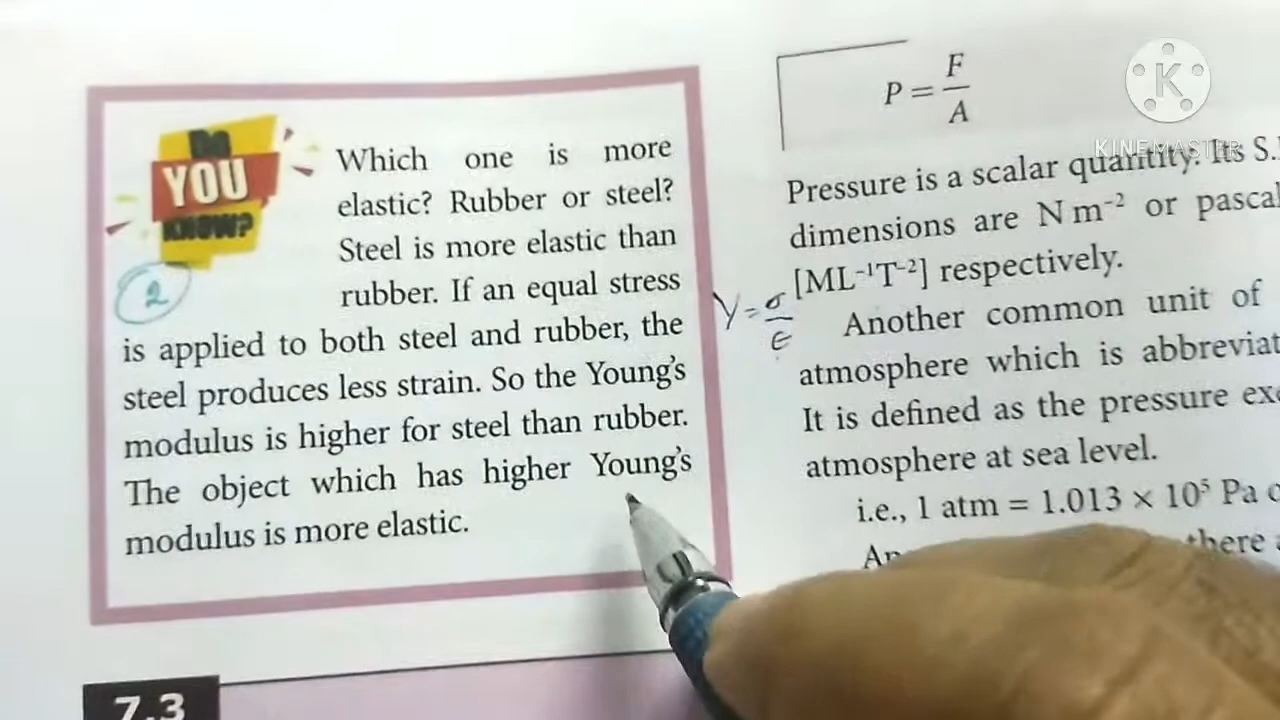 Do
YOU
KNOW?
2
Which one is more
elastic? Rubber or steel?
Steel is more elastic than
rubber. If an equal stress
is applied to both steel and rubber, the
steel produces less strain. So the Young's
modulus is higher for steel than rubber.
The object which has higher Young's
modulus is more elastic.
7.3
Y = σ
ϵ
P = F
A
Pressure is a scalar quantity. Its S.
dimensions are N m⁻² or pascal
[ML⁻¹T⁻²] respectively.
Another common unit of
atmosphere which is abbreviat
It is defined as the pressure exe
atmosphere at sea level.
i.e., 1 atm = 1.013 × 10⁵ Pa
there
K
KINEMASTER